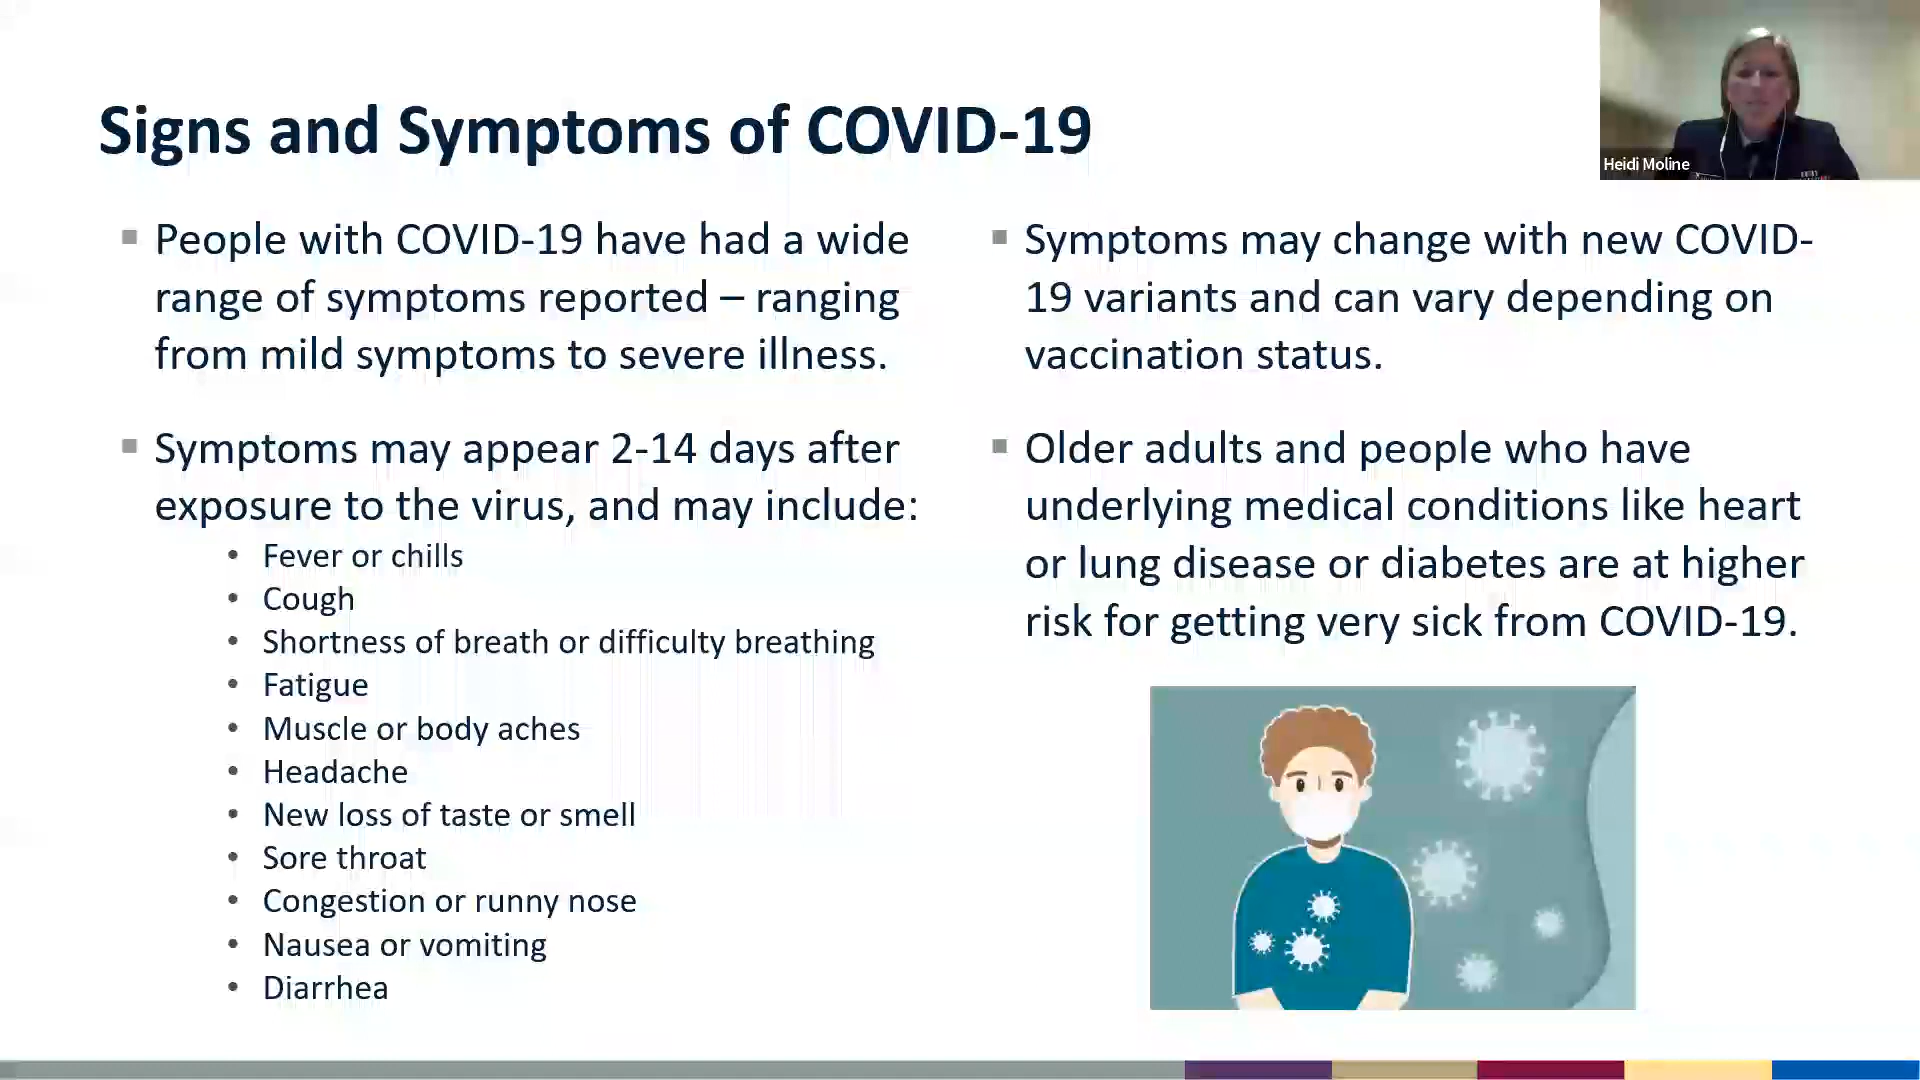 Signs and Symptoms of COVID-19
Heidi Moline
People with COVID-19 have had a wide
range of symptoms reported – ranging
from mild symptoms to severe illness.
Symptoms may appear 2-14 days after
exposure to the virus, and may include:
Fever or chills
Cough
Shortness of breath or difficulty breathing
Fatigue
Muscle or body aches
Headache
New loss of taste or smell
Sore throat
Congestion or runny nose
Nausea or vomiting
Diarrhea
Symptoms may change with new COVID-
19 variants and can vary depending on
vaccination status.
Older adults and people who have
underlying medical conditions like heart
or lung disease or diabetes are at higher
risk for getting very sick from COVID-19.